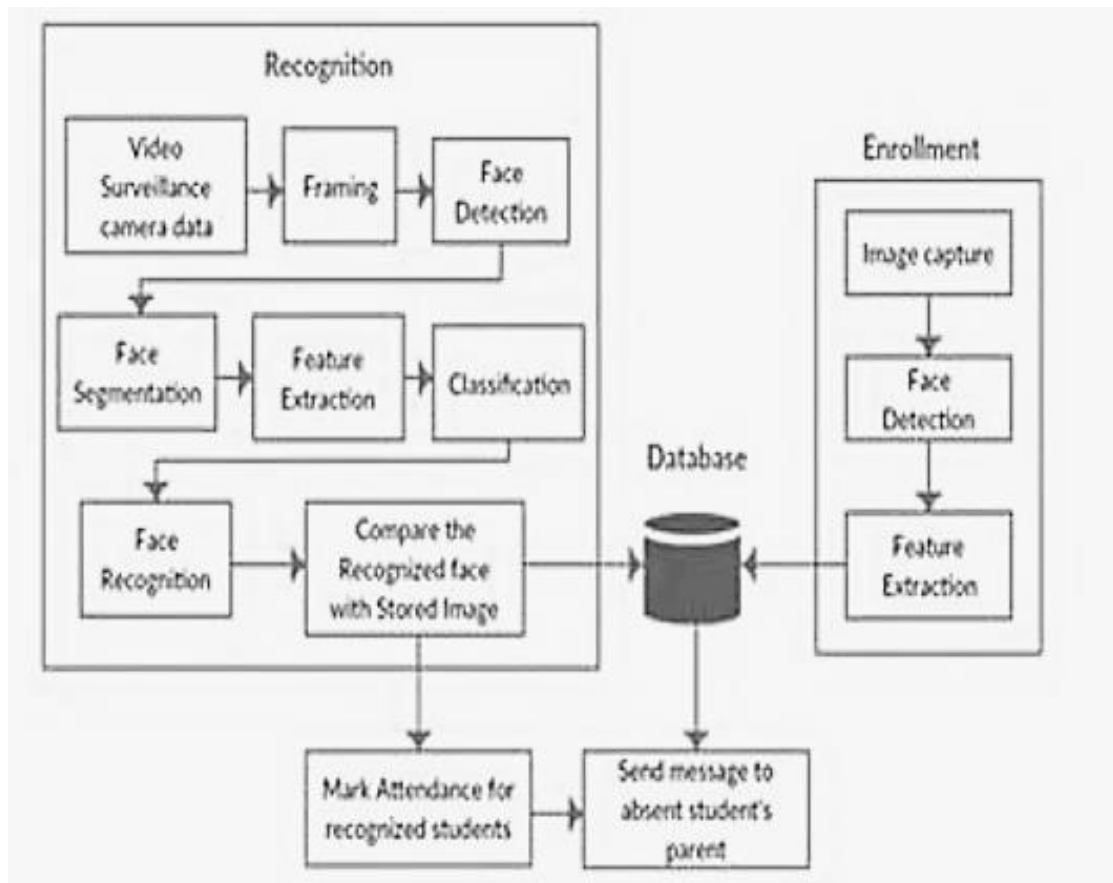 Recognition
Video
Surveillance
camera data
Framing
Face
Detection
Face
Segmentation
Feature
Extraction
Classification
Face
Recognition
Compare the
Recognized face
with Stored Image
Database
Enrollment
Image capture
Face
Detection
Feature
Extraction
Mark Attendance for
recognized students
Send message to
absent student's
parent